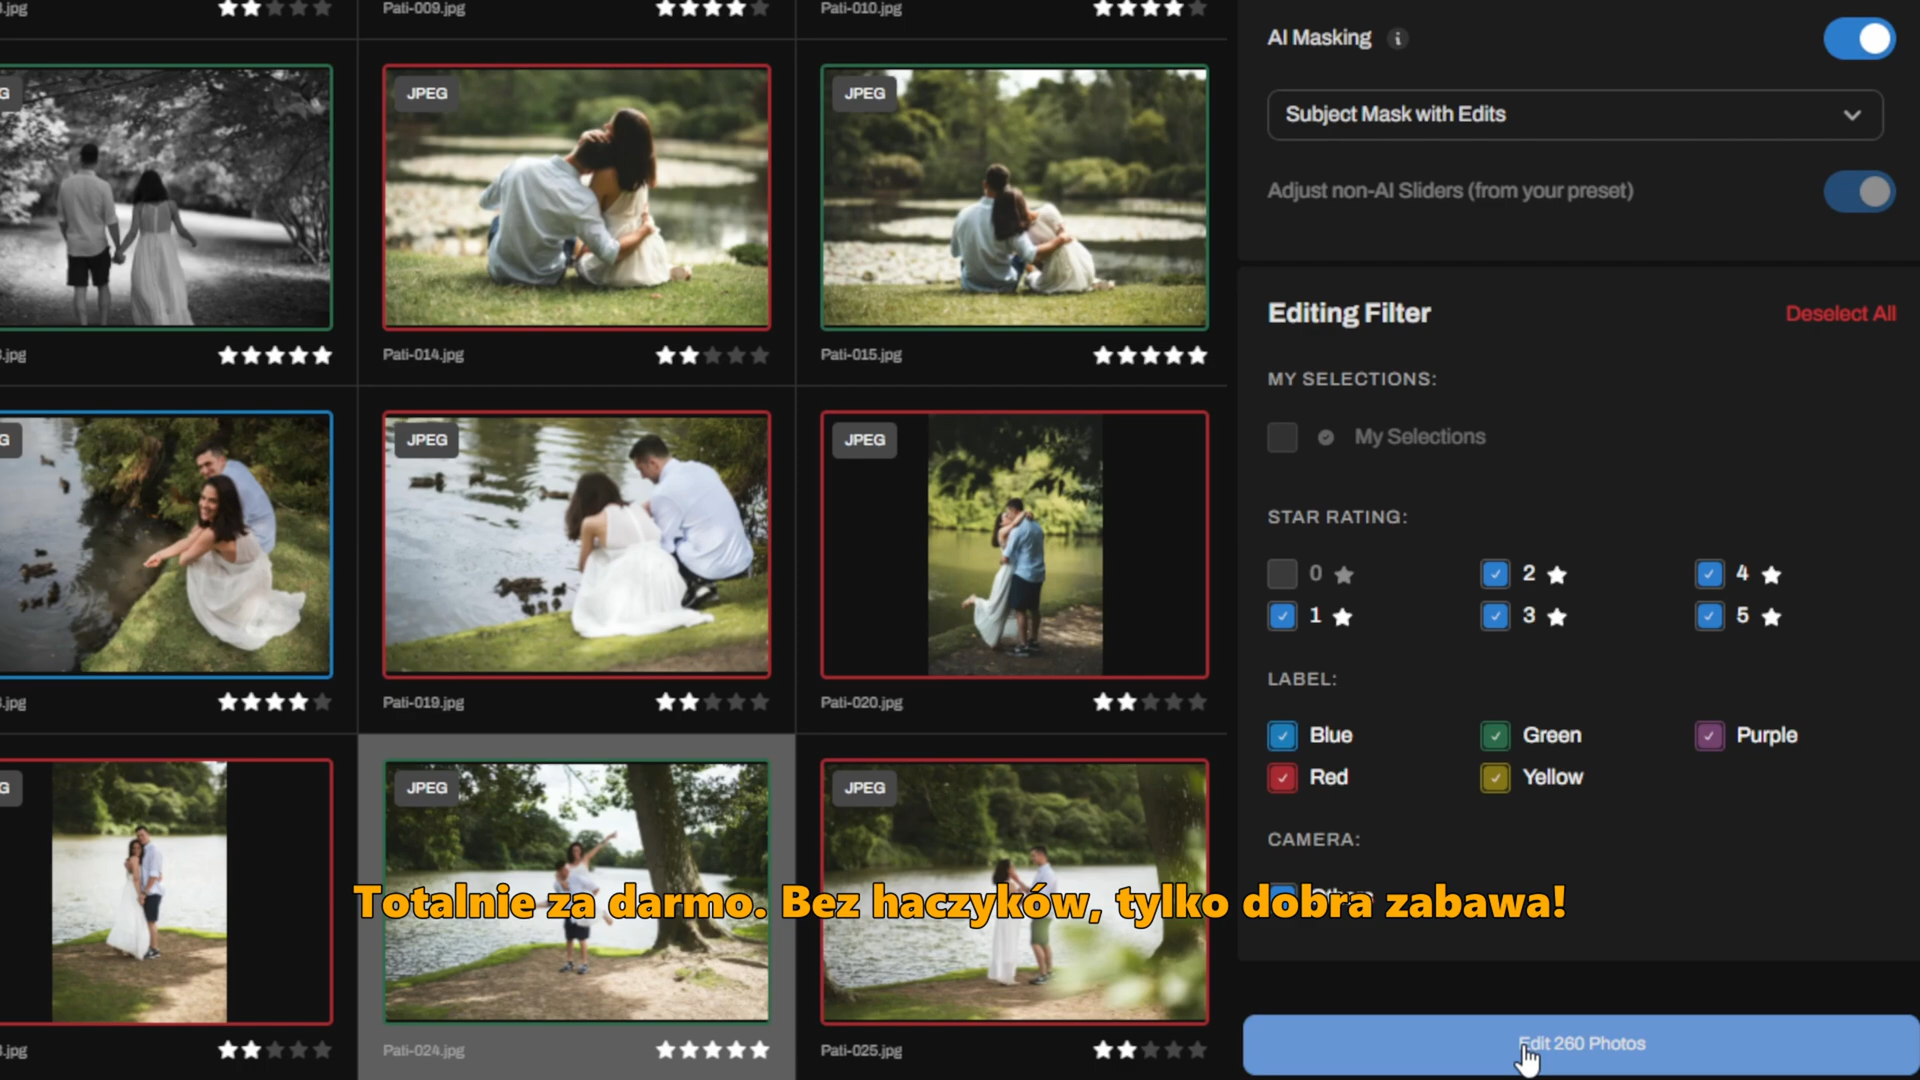 .jpg
Pati-009.jpg
Pati-010.jpg
G
JPEG
JPEG
.jpg
Pati-014.jpg
Pati-015.jpg
G
JPEG
JPEG
.jpg
Pati-019.jpg
Pati-020.jpg
G
JPEG
JPEG
.jpg
Pati-024.jpg
Pati-025.jpg
AI Masking i
Subject Mask with Edits
Adjust non-AI Sliders (from your preset)
Editing Filter
Deselect All
MY SELECTIONS:
My Selections
STAR RATING:
0 2 4
1 3 5
LABEL:
Blue Green Purple
Red Yellow
CAMERA:
Totalnie za darmo. Bez haczyków, tylko dobra zabawa!
Edit 260 Photos